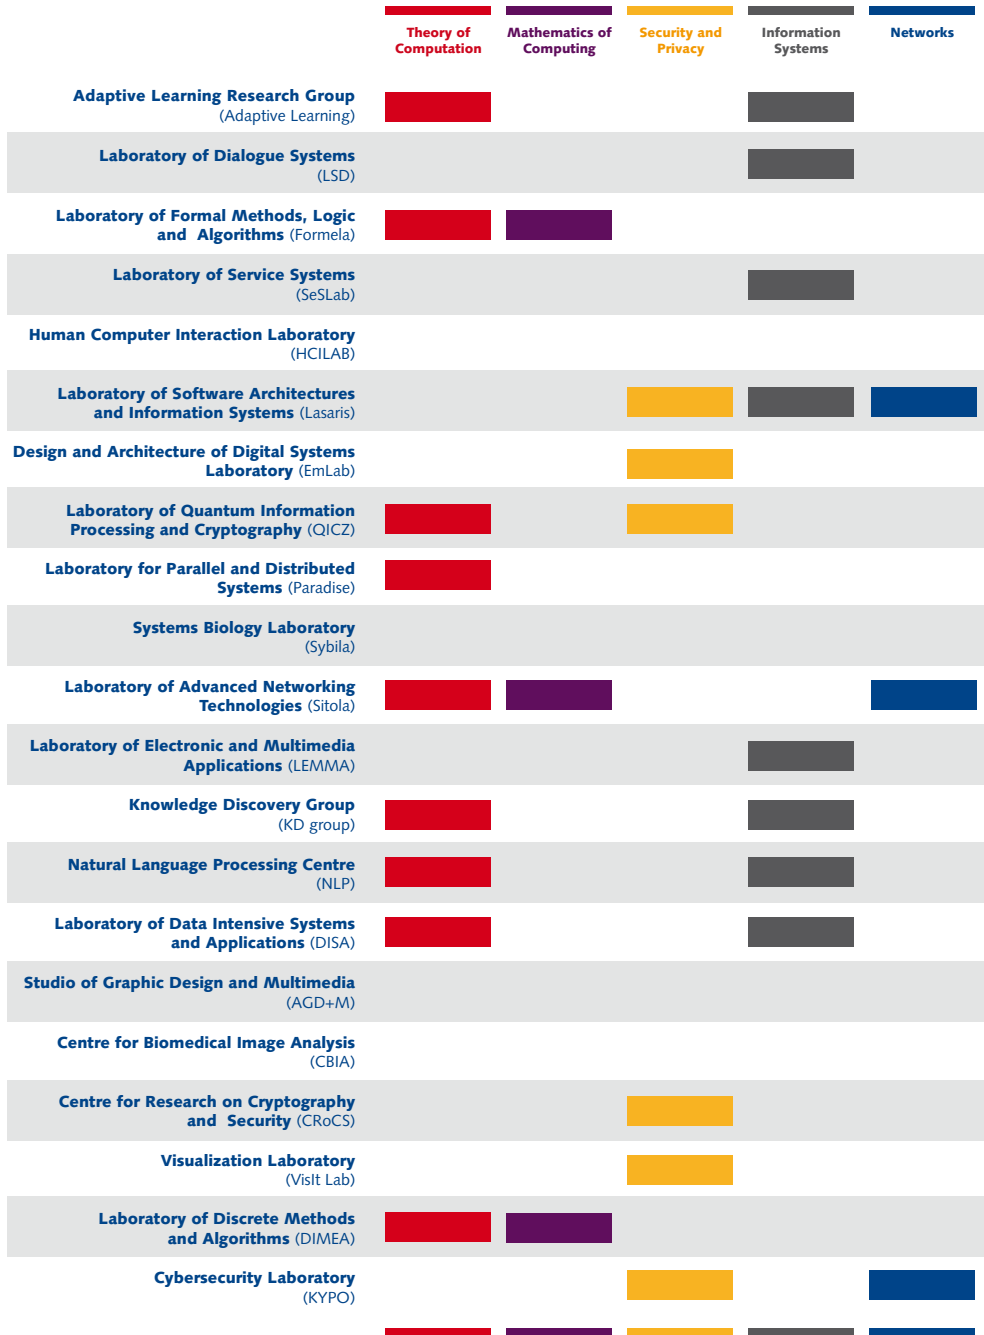 Theory of
Computation
Mathematics of
Computing
Security and
Privacy
Information
Systems
Networks
Adaptive Learning Research Group
(Adaptive Learning)
Laboratory of Dialogue Systems
(LSD)
Laboratory of Formal Methods, Logic
and Algorithms (Formela)
Laboratory of Service Systems
(SeSLab)
Human Computer Interaction Laboratory
(HCILAB)
Laboratory of Software Architectures
and Information Systems (Lasaris)
Design and Architecture of Digital Systems
Laboratory (EmLab)
Laboratory of Quantum Information
Processing and Cryptography (QICZ)
Laboratory for Parallel and Distributed
Systems (Paradise)
Systems Biology Laboratory
(Sybila)
Laboratory of Advanced Networking
Technologies (Sitola)
Laboratory of Electronic and Multimedia
Applications (LEMMA)
Knowledge Discovery Group
(KD group)
Natural Language Processing Centre
(NLP)
Laboratory of Data Intensive Systems
and Applications (DISA)
Studio of Graphic Design and Multimedia
(AGD+M)
Centre for Biomedical Image Analysis
(CBIA)
Centre for Research on Cryptography
and Security (CRoCS)
Visualization Laboratory
(VisIt Lab)
Laboratory of Discrete Methods
and Algorithms (DIMEA)
Cybersecurity Laboratory
(KYPO)